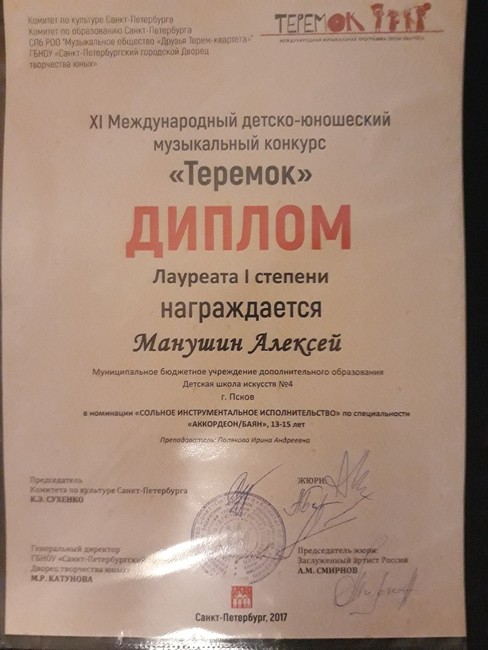 Комитет по культуре Санкт-Петербурга
Комитет по образованию Санкт-Петербурга
СПб РОО "Музыкальное общество «Друзья Терем-квартета»"
ГБНОУ «Санкт-Петербургский городской Дворец
творчества юных»
ТЕРЕМОК
МЕЖДУНАРОДНАЯ МУЗЫКАЛЬНАЯ ПРОГРАММА
XI Международный детско-юношеский
музыкальный конкурс
«Теремок»
ДИПЛОМ
Лауреата I степени
награждается
Манушин Алексей
Муниципальное бюджетное учреждение дополнительного образования
Детская школа искусств №4
г. Псков
в номинации «СОЛЬНОЕ ИНСТРУМЕНТАЛЬНОЕ ИСПОЛНИТЕЛЬСТВО» по специальности
«АККОРДЕОН/БАЯН», 13-15 лет
Преподаватель: Полякова Ирина Андреевна
Председатель
Комитета по культуре Санкт-Петербурга
К.Э. СУХЕНКО
ЖЮРИ:
Генеральный директор
ГБНОУ «Санкт-Петербургский
Дворец творчества юных»
М.Р. КАТУНОВА
Председатель жюри:
Заслуженный артист России
А.М. СМИРНОВ
Санкт-Петербург, 2017